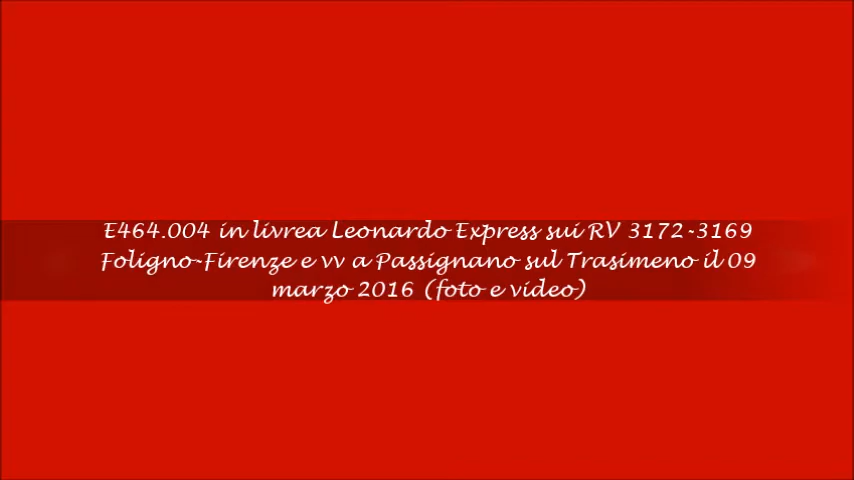 E464.004 in livrea Leonardo Express sui RV 3172-3169
Foligno-Firenze e vv a Passignano sul Trasimeno il 09
marzo 2016 (foto e video)